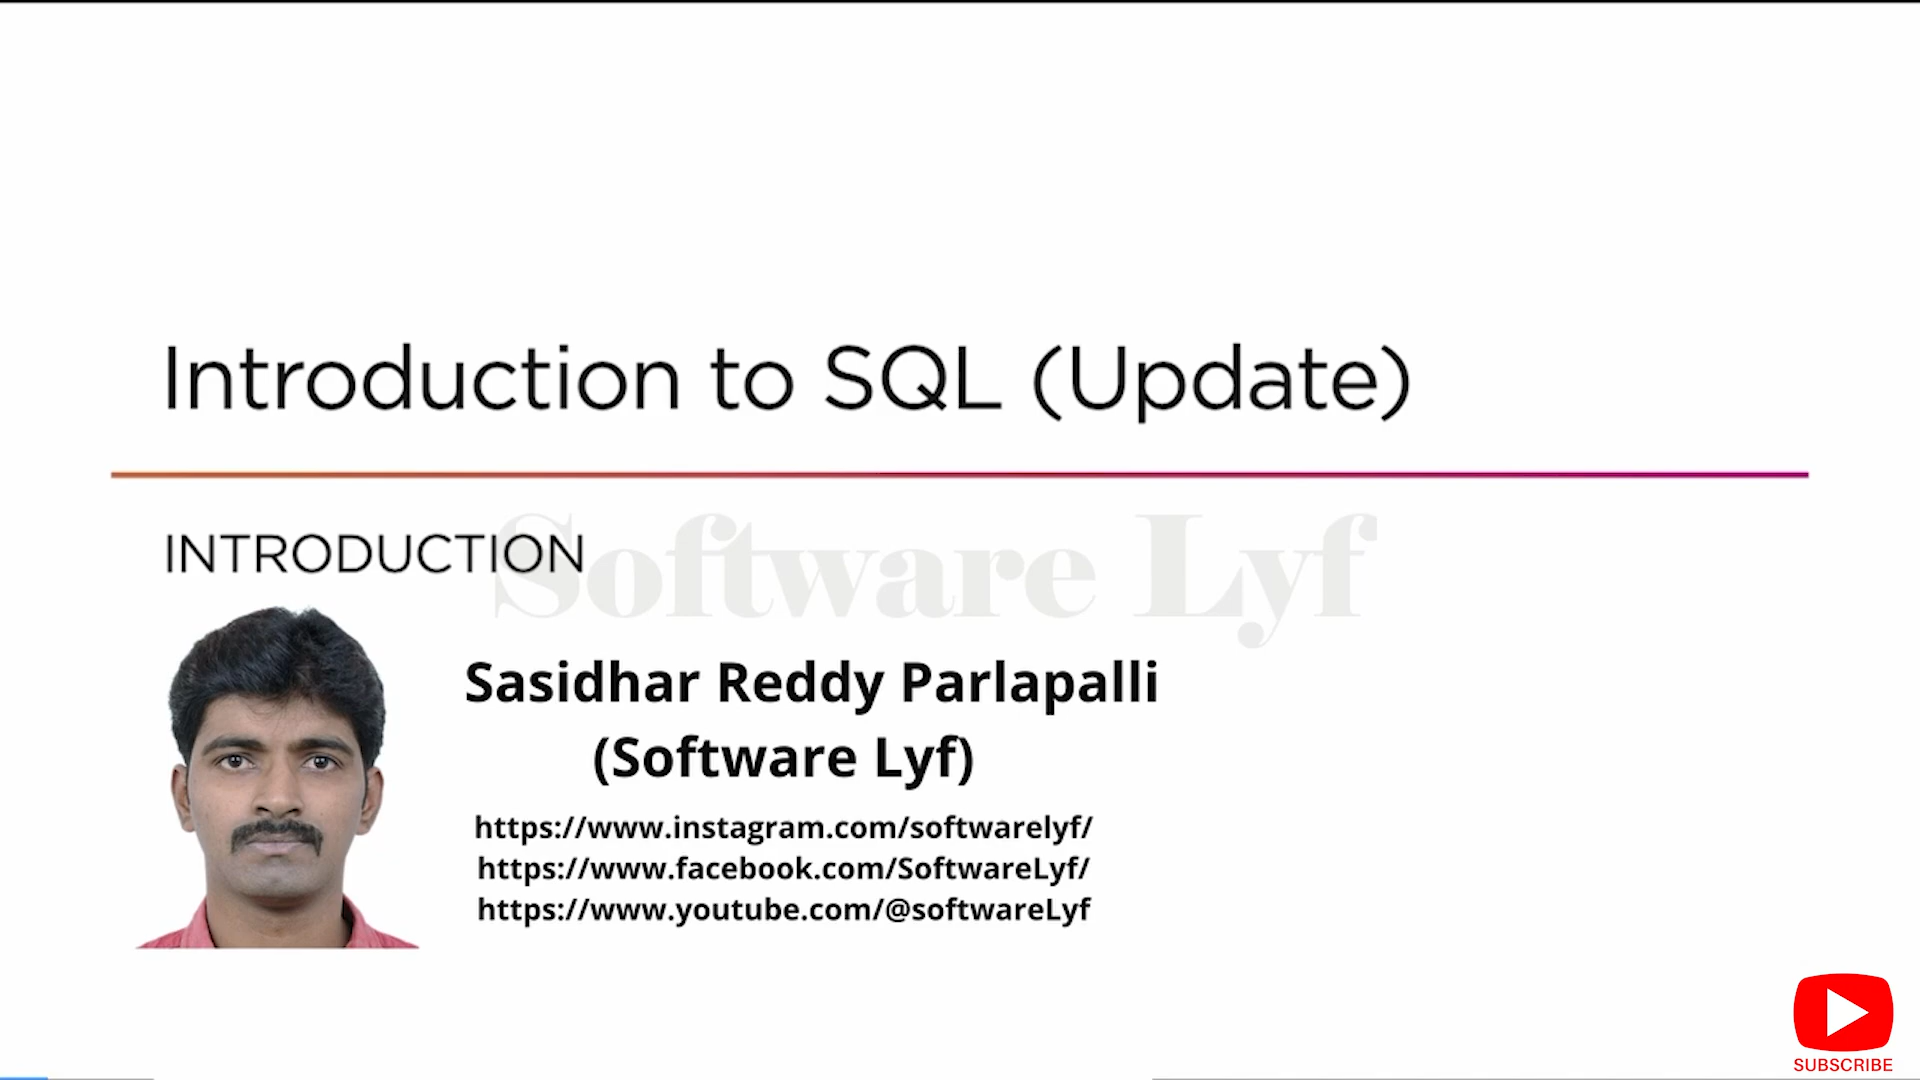 Introduction to SQL (Update)
INTRODUCTION
Software Lyf
Sasidhar Reddy Parlapalli
(Software Lyf)
https://www.instagram.com/softwarelyf/
https://www.facebook.com/SoftwareLyf/
https://www.youtube.com/@softwareLyf
SUBSCRIBE